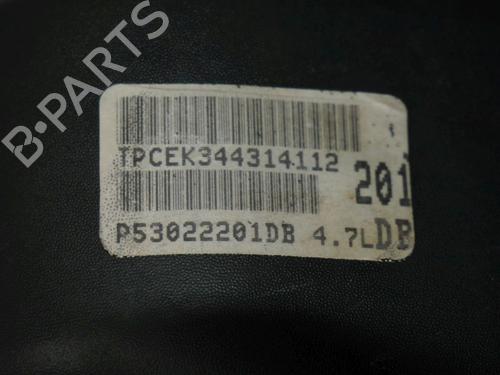 B-PARTS
TPCEK344314112
201
P53022201DB 4.7L DB